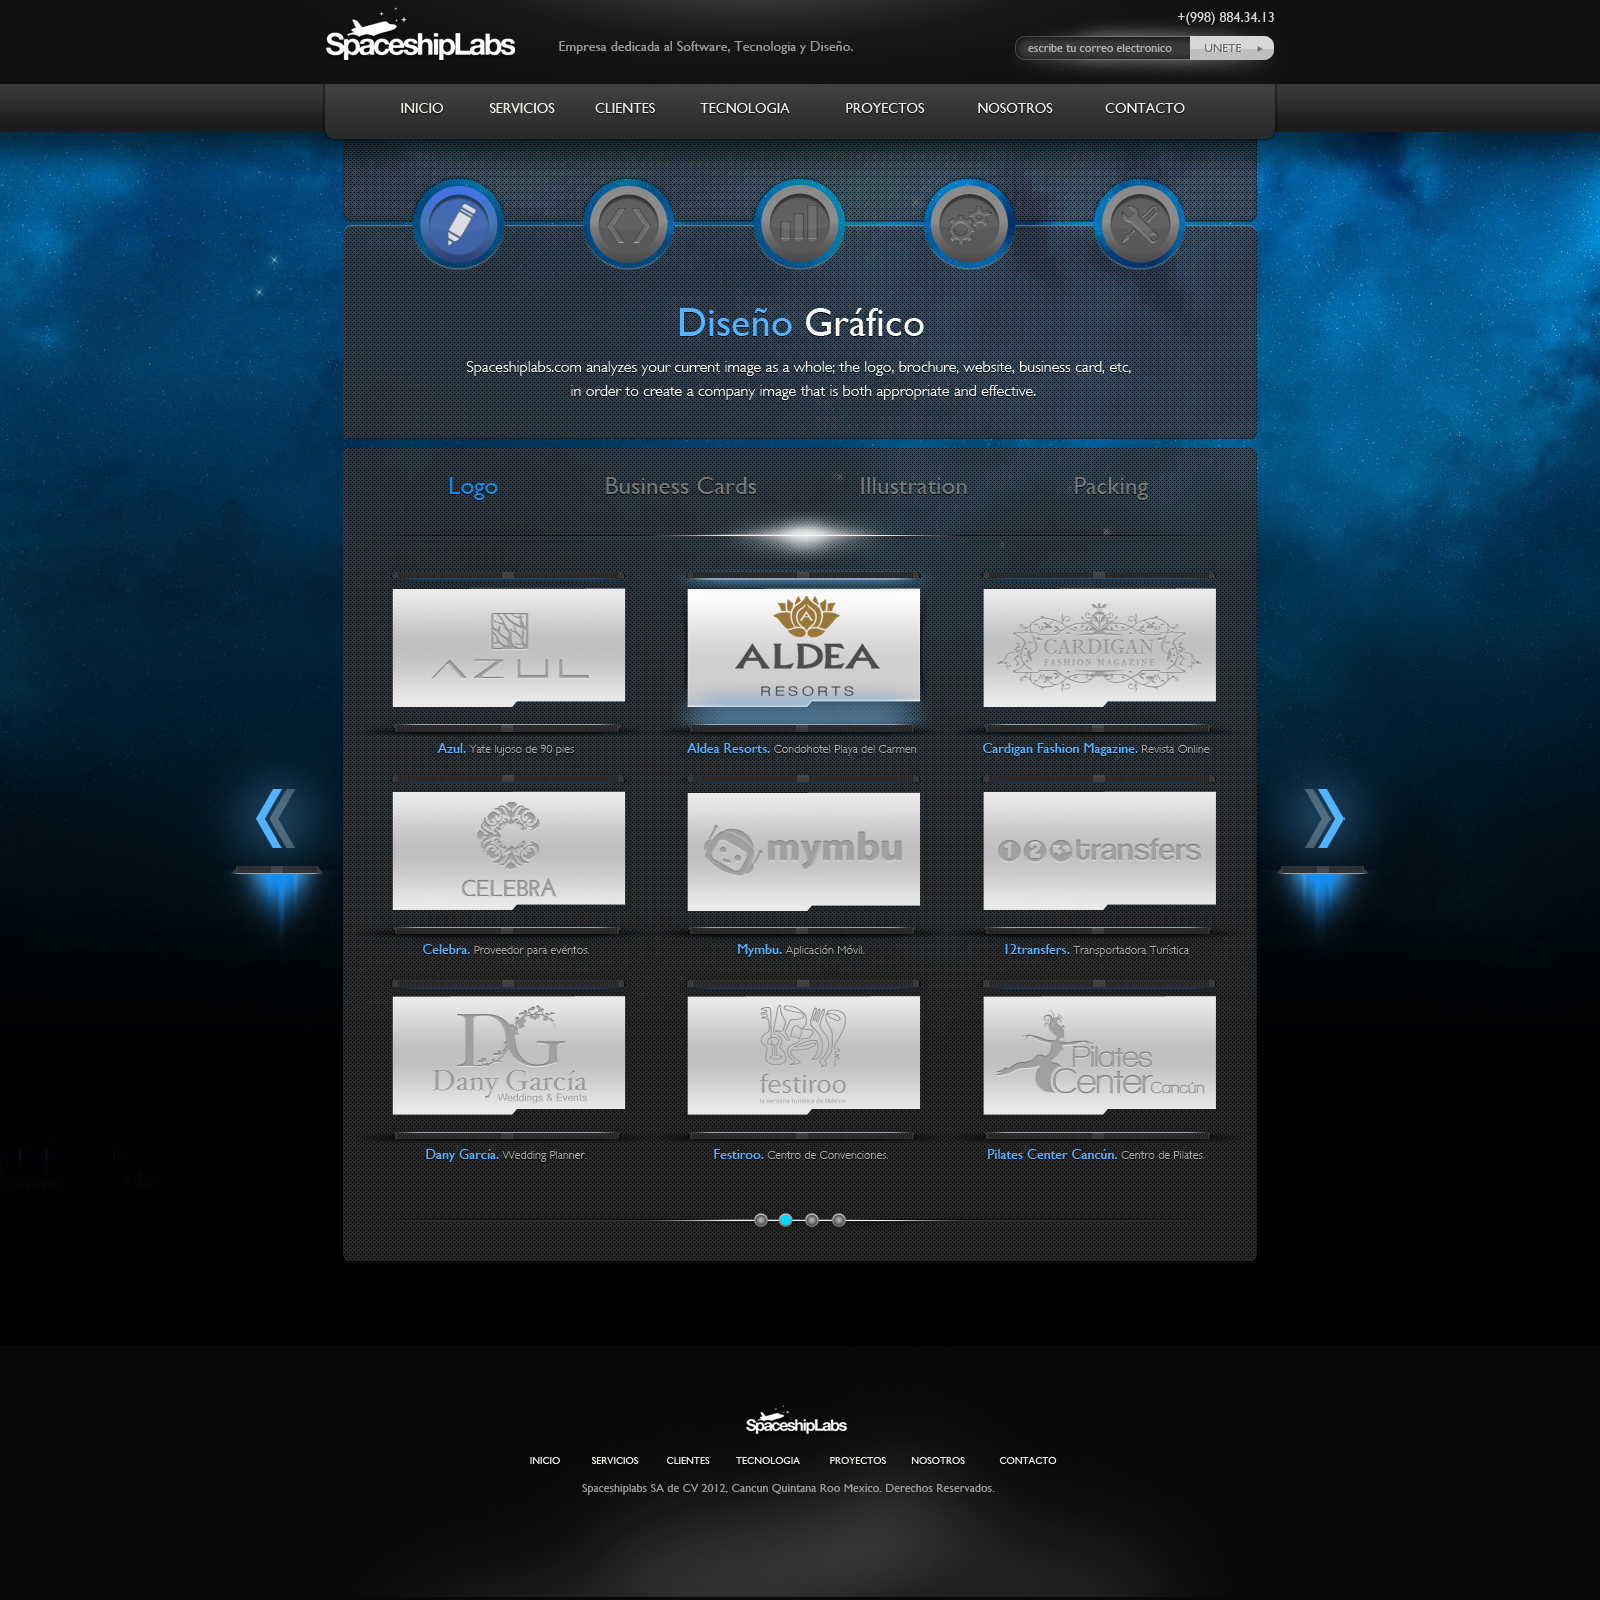 SpaceshipLabs
Empresa dedicada al Software, Tecnologia y Diseño.
+(998) 884.34.13
escribe tu correo electronico UNETE
INICIO SERVICIOS CLIENTES TECNOLOGIA PROYECTOS NOSOTROS CONTACTO
Diseño Gráfico
Spaceshiplabs.com analyzes your current image as a whole; the logo, brochure, website, business card, etc,
in order to create a company image that is both appropriate and effective.
Logo Business Cards Illustration Packing
AZUL
ALDEA
RESORTS
CARDIGAN
FASHION·MAGAZINE
Azul. Yate lujoso de 90 pies
Aldea Resorts. Condohotel Playa del Carmen
Cardigan Fashion Magazine. Revista Online
C
CELEBRA
mymbu
123transfers
Celebra. Proveedor para eventos.
Mymbu. Aplicación Móvil.
12transfers. Transportadora Turística
DG
Dany García
Weddings & Events
festiroo
la ventana turística de México
Pilates
Center Cancún
Dany García. Wedding Planner.
Festiroo. Centro de Convenciones.
Pilates Center Cancún. Centro de Pilates.
SpaceshipLabs
INICIO SERVICIOS CLIENTES TECNOLOGIA PROYECTOS NOSOTROS CONTACTO
Spaceshiplabs SA de CV 2012, Cancun Quintana Roo Mexico. Derechos Reservados.